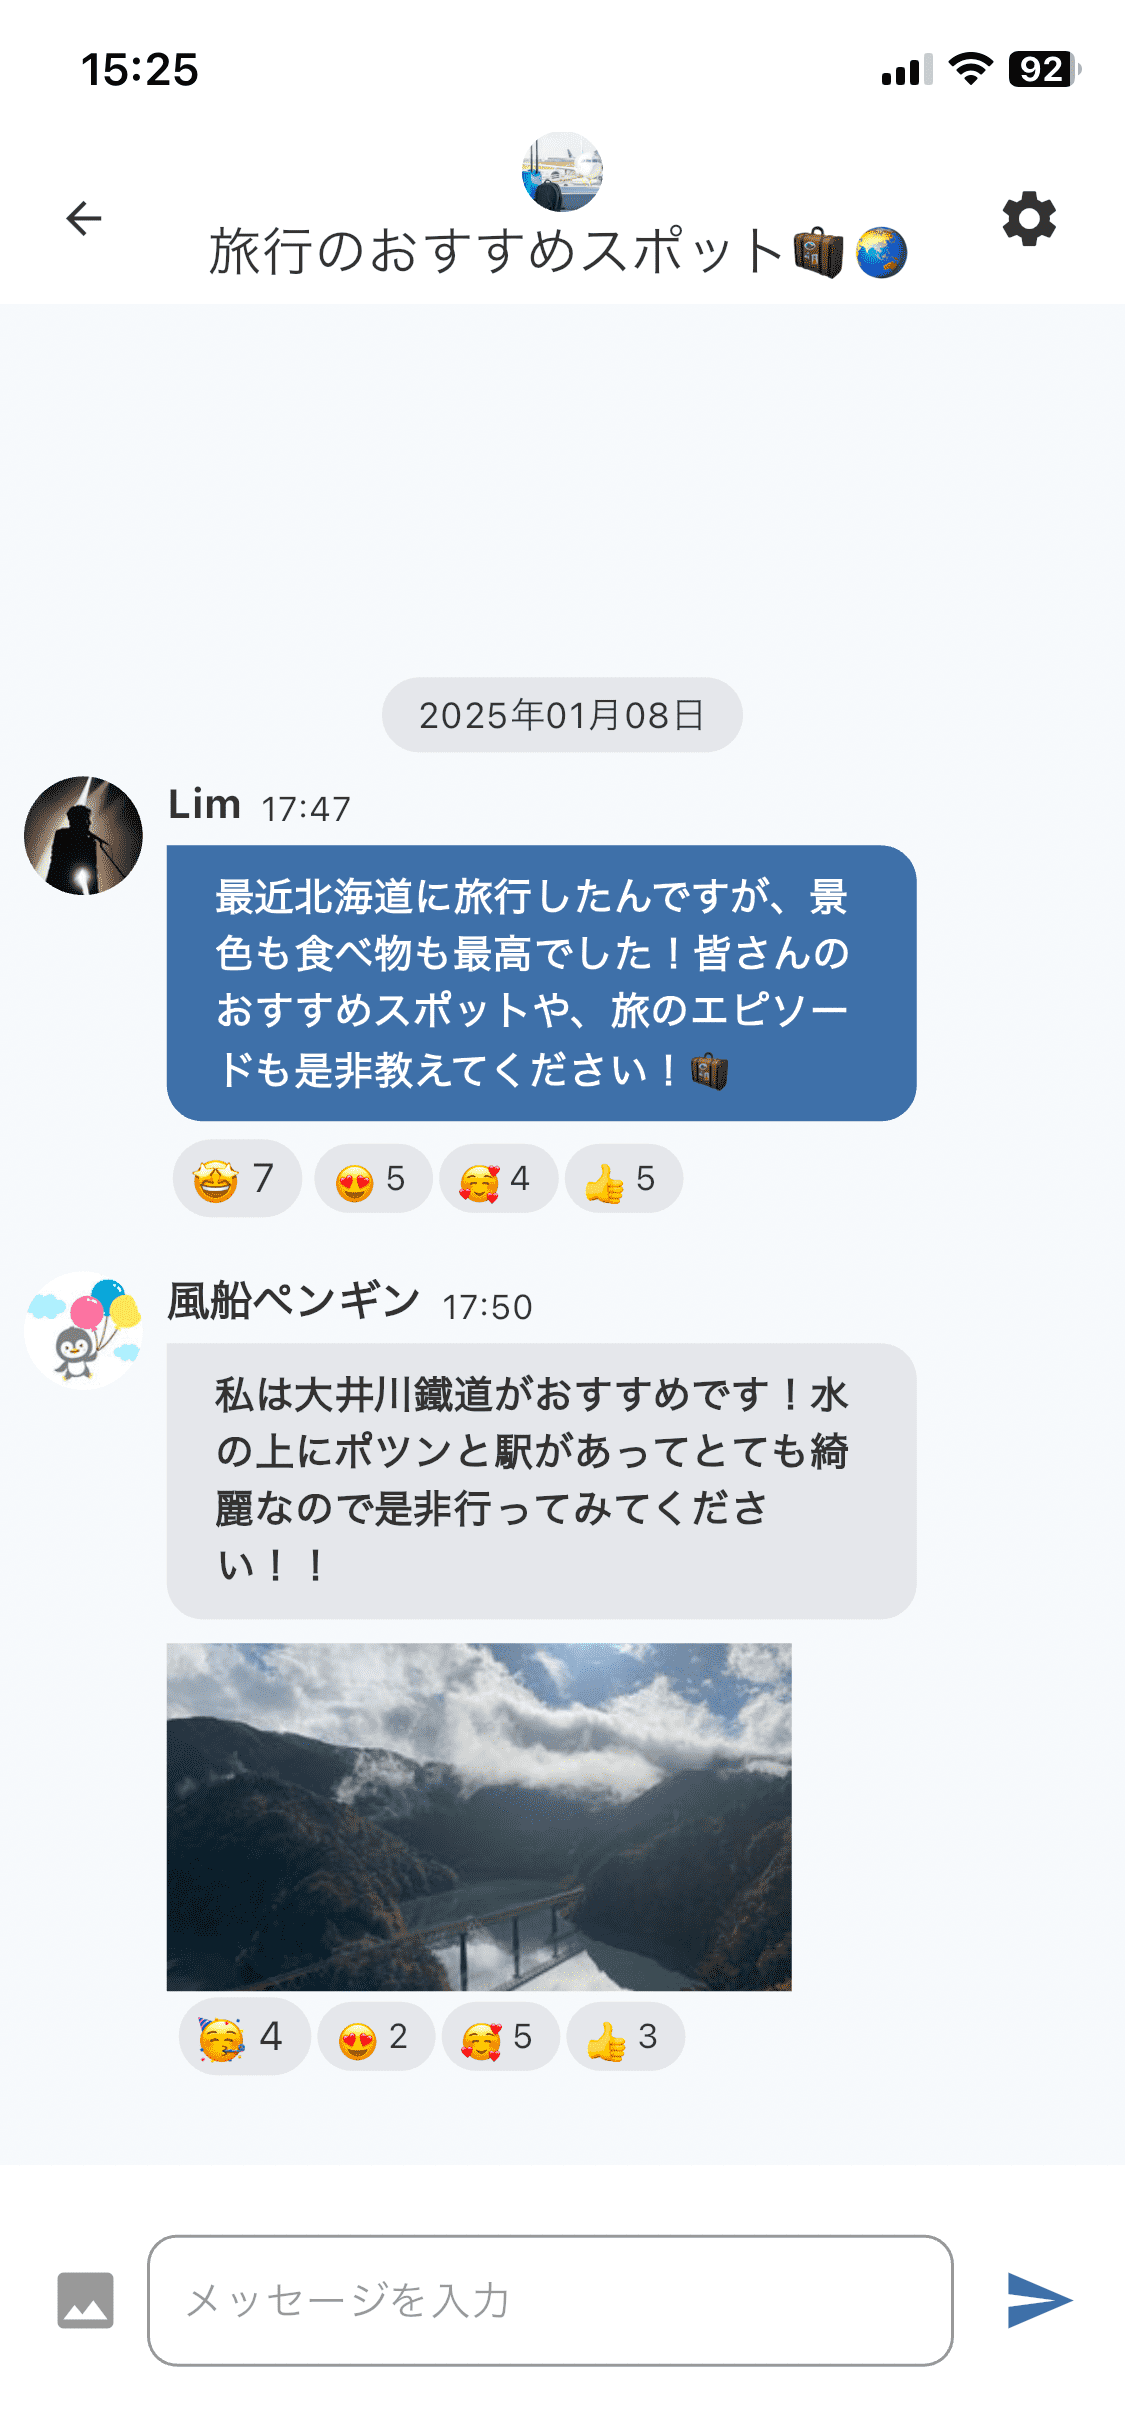 15:25
92
旅行のおすすめスポット🧳🌏
2025年01月08日
Lim 17:47
最近北海道に旅行したんですが、景
色も食べ物も最高でした！皆さんの
おすすめスポットや、旅のエピソー
ドも是非教えてください！🧳
🤩 7 😍 5 🥰 4 👍 5
風船ペンギン 17:50
私は大井川鐵道がおすすめです！水
の上にポツンと駅があってとても綺
麗なので是非行ってみてくださ
い！！
🥳 4 😍 2 🥰 5 👍 3
メッセージを入力